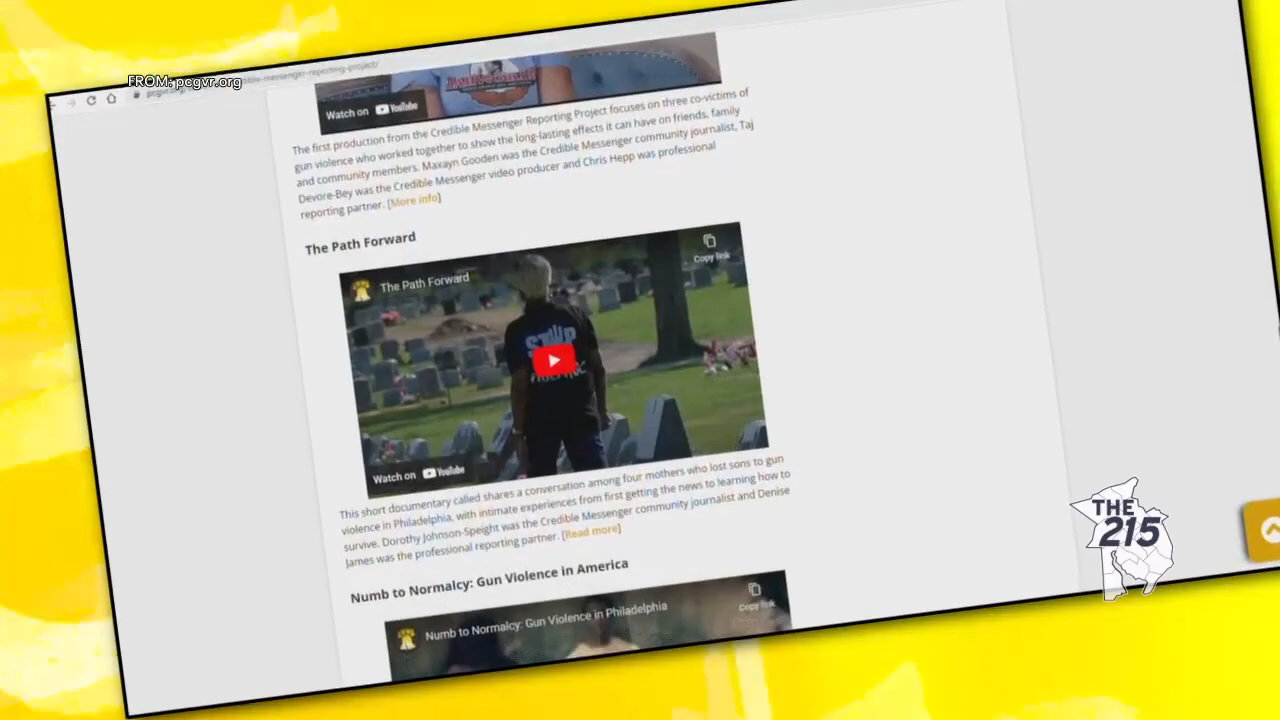 FROM: pcgvr.org
Watch on YouTube
The first production from the Credible Messenger Reporting Project focuses on three co-victims of
gun violence who worked together to show the long-lasting effects it can have on friends, family
and community members. Maxayn Gooden was the Credible Messenger community journalist, Taj
Devore-Bey was the Credible Messenger video producer and Chris Hepp was professional
reporting partner. [More info]
The Path Forward
The Path Forward
Copy link
STOP
Watch on YouTube
This short documentary called shares a conversation among four mothers who lost sons to gun
violence in Philadelphia, with intimate experiences from first getting the news to learning how to
survive. Dorothy Johnson-Speight was the Credible Messenger community journalist and Denise
James was the professional reporting partner. [Read more]
Numb to Normalcy: Gun Violence in America
Numb to Normalcy: Gun Violence in Philadelphia
Copy link
THE
215